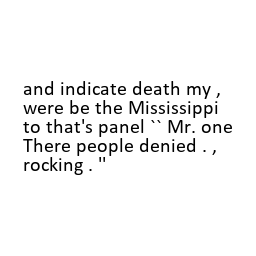 and indicate death my ,
were be the Mississippi
to that's panel `` Mr. one
There people denied . ,
rocking . "